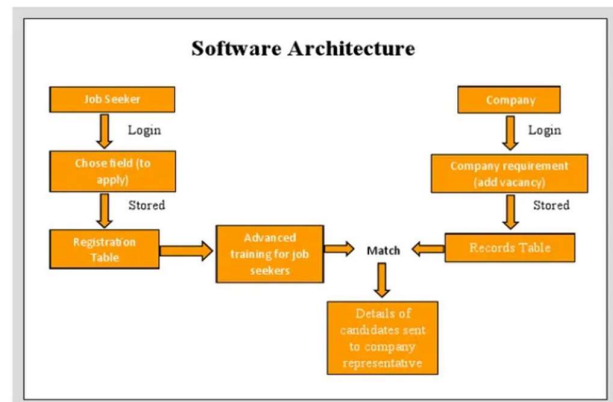 Software Architecture
Job Seeker
Login
Chose field (to
apply)
Stored
Registration
Table
Advanced
training for job
seekers
Match
Company
Login
Company requirement
(add vacancy)
Stored
Records Table
Details of
candidates sent
to company
representative